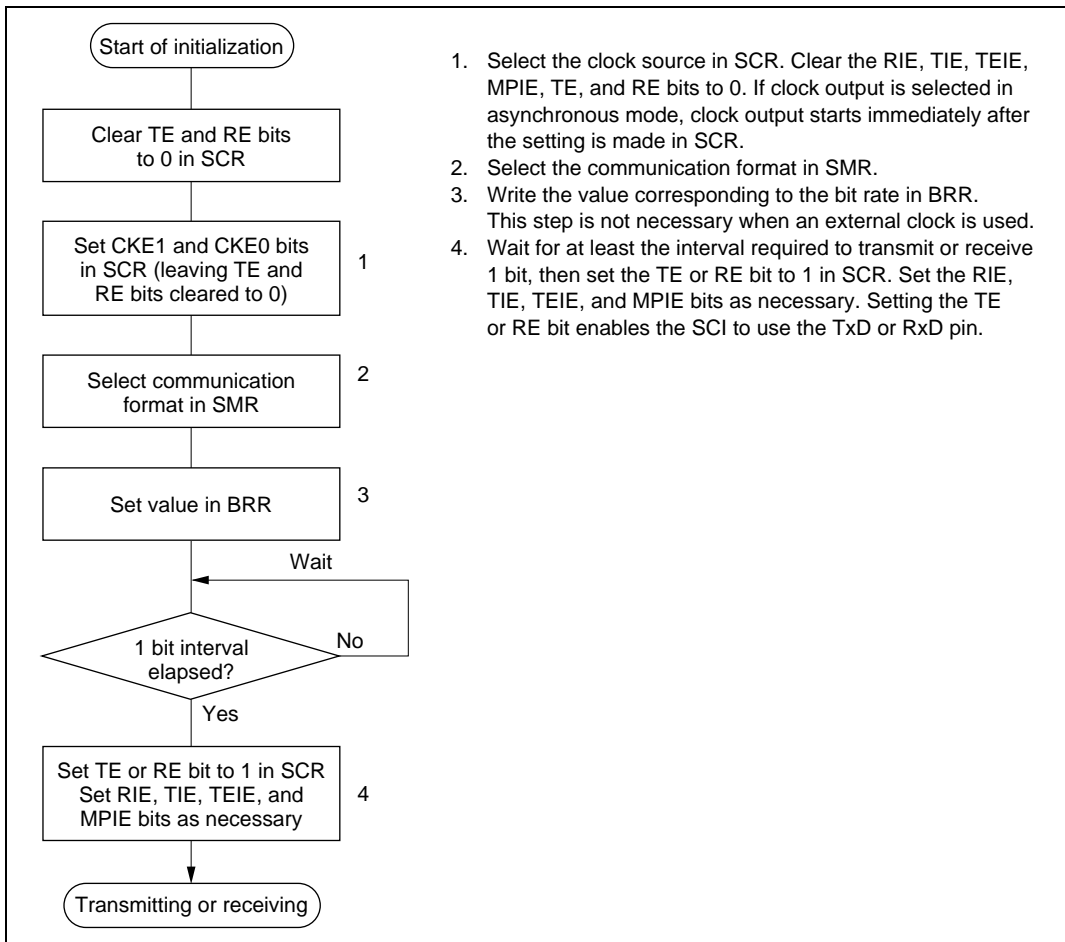 Start of initialization
Clear TE and RE bits
to 0 in SCR
Set CKE1 and CKE0 bits
in SCR (leaving TE and
RE bits cleared to 0)
1
Select communication
format in SMR
2
Set value in BRR
3
Wait
1 bit interval
elapsed?
No
Yes
Set TE or RE bit to 1 in SCR
Set RIE, TIE, TEIE, and
MPIE bits as necessary
4
Transmitting or receiving
1. Select the clock source in SCR. Clear the RIE, TIE, TEIE,
MPIE, TE, and RE bits to 0. If clock output is selected in
asynchronous mode, clock output starts immediately after
the setting is made in SCR.
2. Select the communication format in SMR.
3. Write the value corresponding to the bit rate in BRR.
This step is not necessary when an external clock is used.
4. Wait for at least the interval required to transmit or receive
1 bit, then set the TE or RE bit to 1 in SCR. Set the RIE,
TIE, TEIE, and MPIE bits as necessary. Setting the TE
or RE bit enables the SCI to use the TxD or RxD pin.